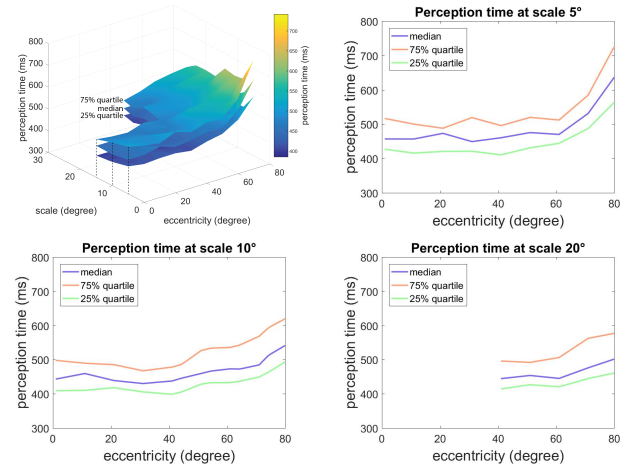 800
700
600
500
400
300
perception time (ms)
75% quartile
median
25% quartile
30
20
10
0
scale (degree)
0
20
40
60
80
eccentricity (degree)
700
650
600
550
500
450
400
perception time (ms)
Perception time at scale 5°
median
75% quartile
25% quartile
800
700
600
500
400
300
perception time (ms)
0
20
40
60
80
eccentricity (degree)
Perception time at scale 10°
median
75% quartile
25% quartile
800
700
600
500
400
300
perception time (ms)
0
20
40
60
80
eccentricity (degree)
Perception time at scale 20°
median
75% quartile
25% quartile
800
700
600
500
400
300
perception time (ms)
0
20
40
60
80
eccentricity (degree)